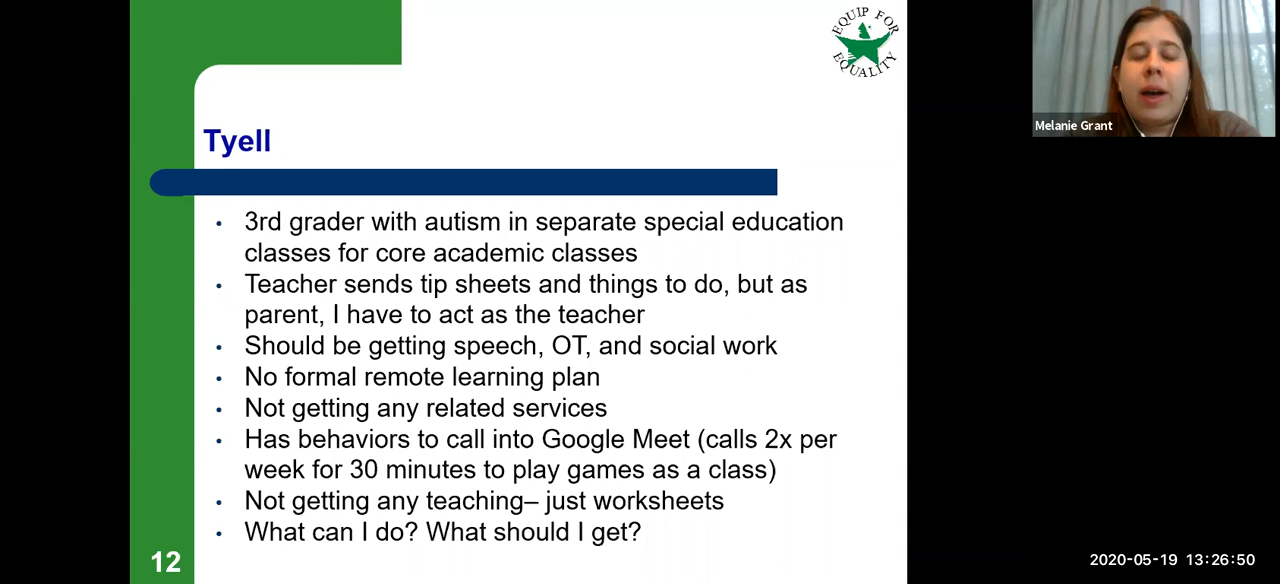 EQUIP FOR
EQUALITY
Melanie Grant
Tyell
• 3rd grader with autism in separate special education
classes for core academic classes
• Teacher sends tip sheets and things to do, but as
parent, I have to act as the teacher
• Should be getting speech, OT, and social work
• No formal remote learning plan
• Not getting any related services
• Has behaviors to call into Google Meet (calls 2x per
week for 30 minutes to play games as a class)
• Not getting any teaching– just worksheets
• What can I do? What should I get?
12
2020-05-19 13:26:50